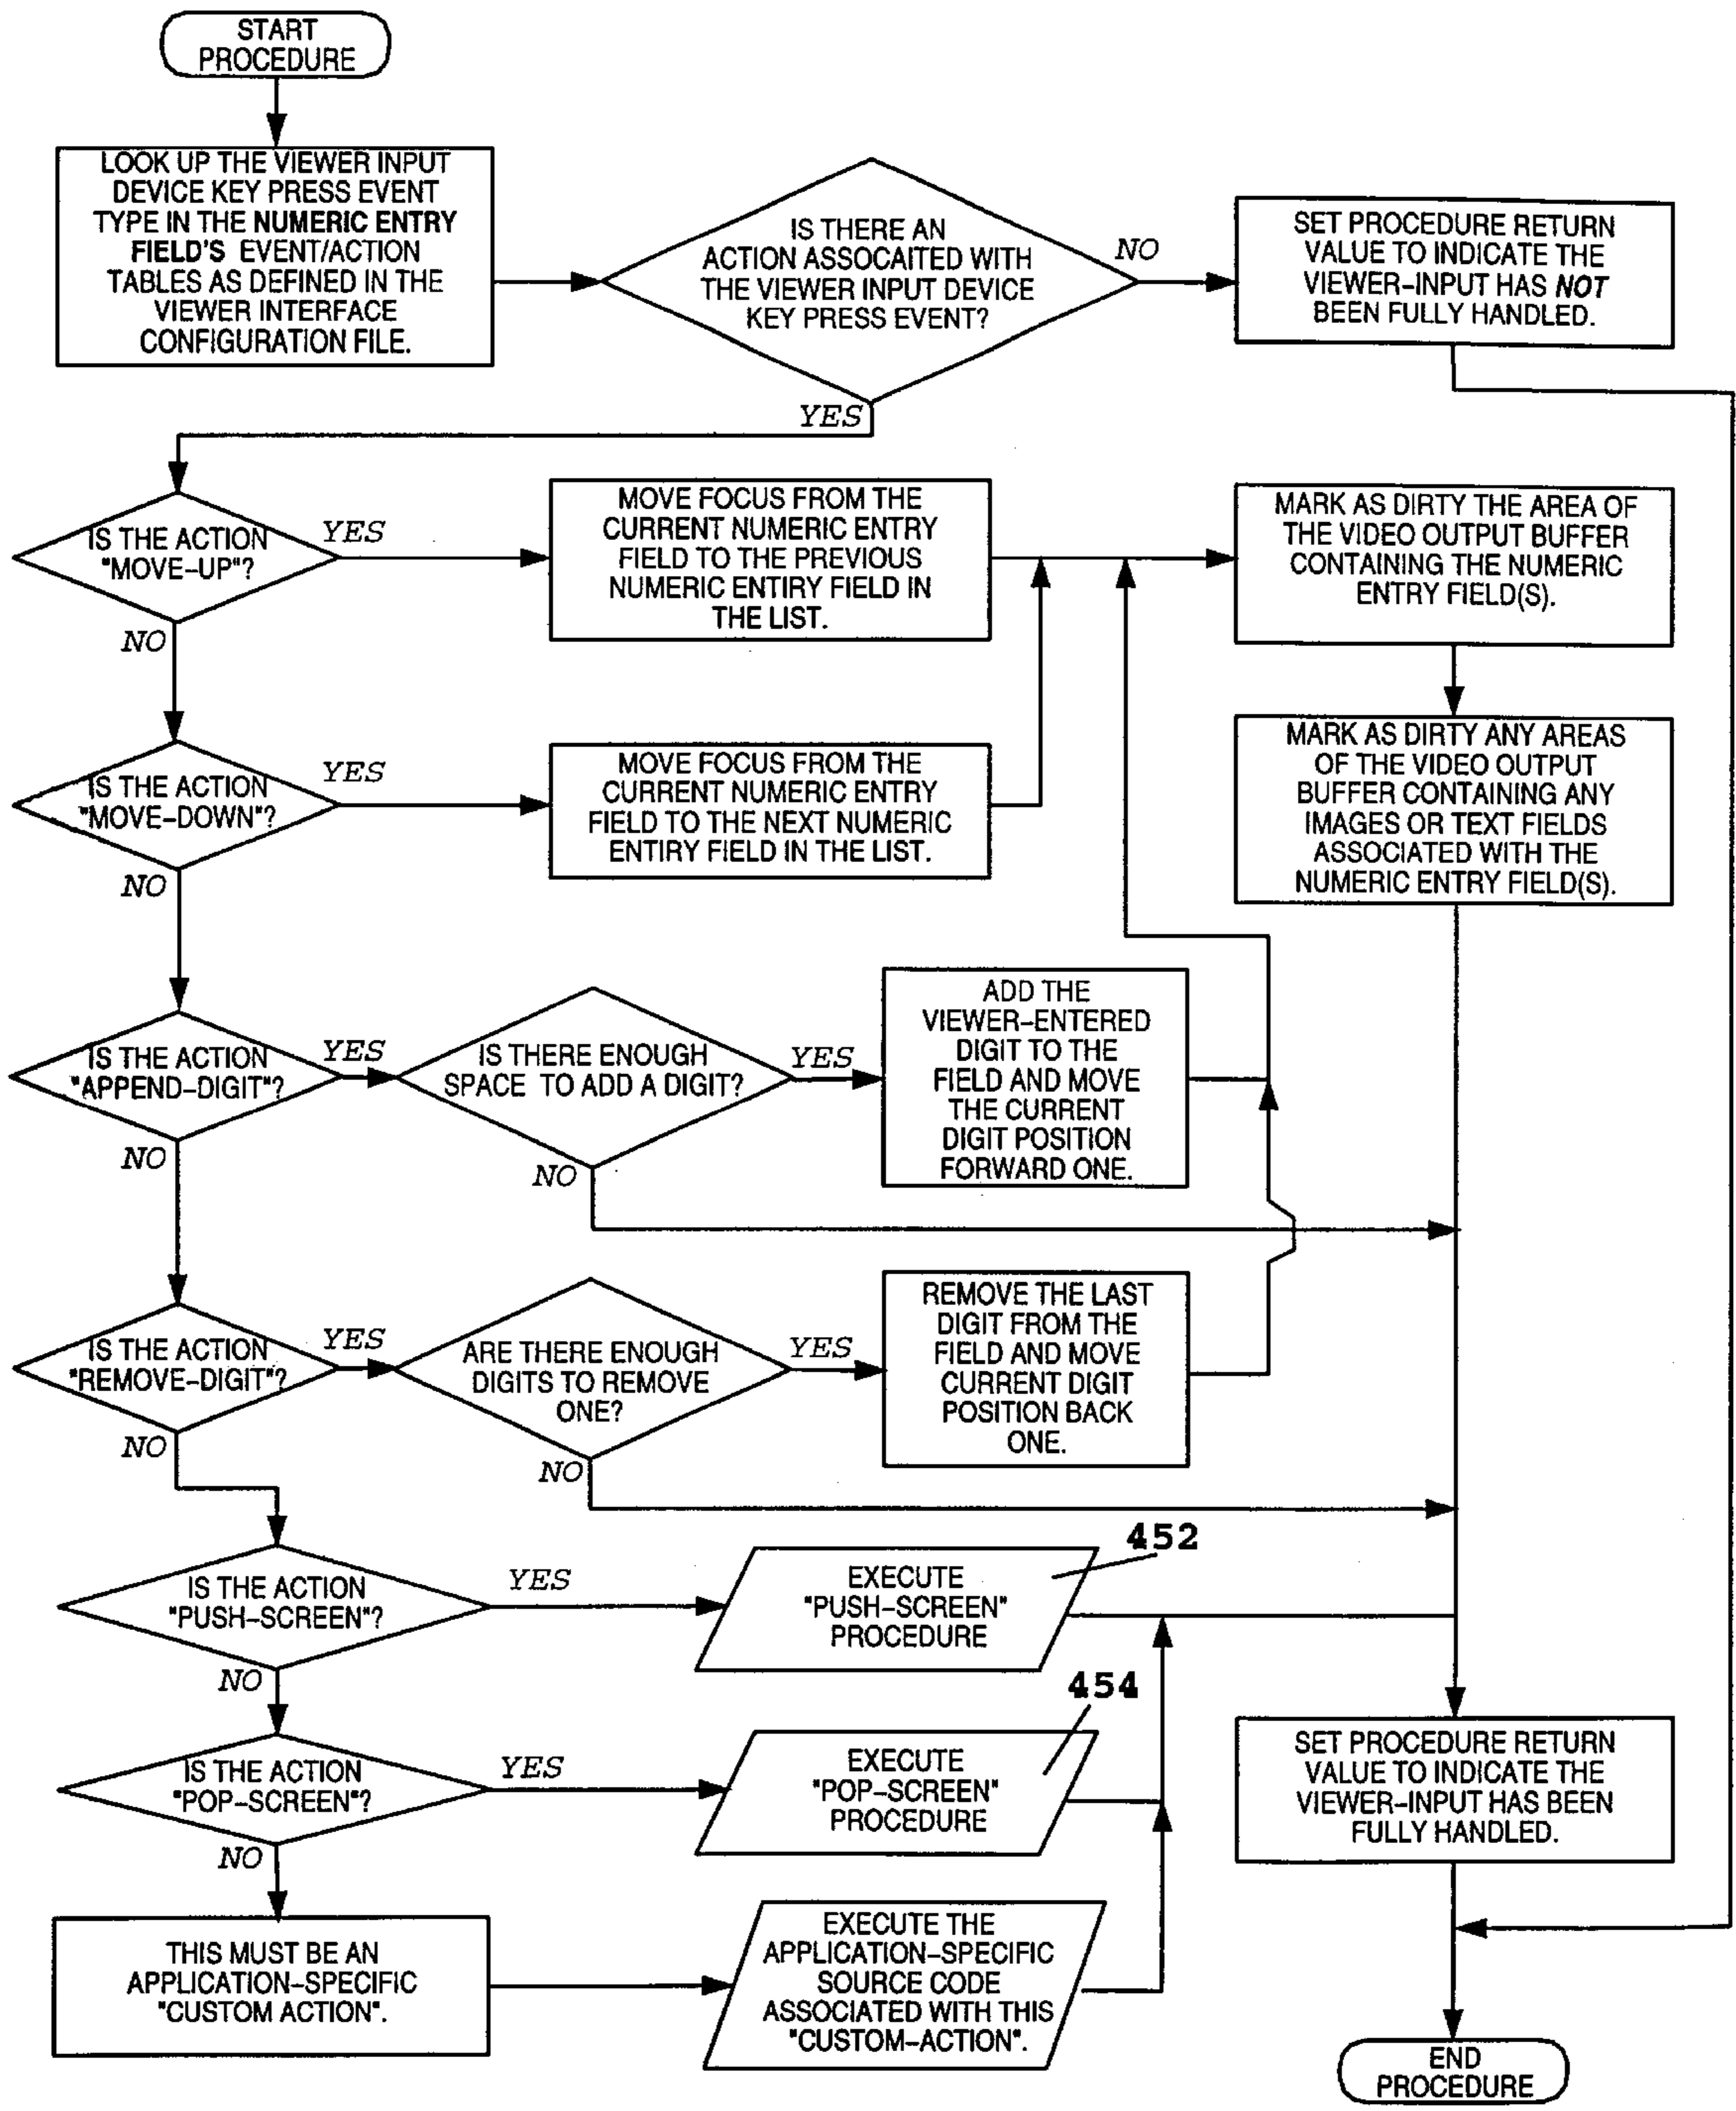 START
PROCEDURE
LOOK UP THE VIEWER INPUT
DEVICE KEY PRESS EVENT
TYPE IN THE NUMERIC ENTRY
FIELD'S EVENT/ACTION
TABLES AS DEFINED IN THE
VIEWER INTERFACE
CONFIGURATION FILE.
IS THERE AN
ACTION ASSOCAITED WITH
THE VIEWER INPUT DEVICE
KEY PRESS EVENT?
NO
SET PROCEDURE RETURN
VALUE TO INDICATE THE
VIEWER-INPUT HAS NOT
BEEN FULLY HANDLED.
YES
IS THE ACTION
"MOVE-UP"?
YES
MOVE FOCUS FROM THE
CURRENT NUMERIC ENTRY
FIELD TO THE PREVIOUS
NUMERIC ENTIRY FIELD IN
THE LIST.
MARK AS DIRTY THE AREA OF
THE VIDEO OUTPUT BUFFER
CONTAINING THE NUMERIC
ENTRY FIELD(S).
NO
IS THE ACTION
"MOVE-DOWN"?
YES
MOVE FOCUS FROM THE
CURRENT NUMERIC ENTRY
FIELD TO THE NEXT NUMERIC
ENTIRY FIELD IN THE LIST.
MARK AS DIRTY ANY AREAS
OF THE VIDEO OUTPUT
BUFFER CONTAINING ANY
IMAGES OR TEXT FIELDS
ASSOCIATED WITH THE
NUMERIC ENTRY FIELD(S).
NO
IS THE ACTION
"APPEND-DIGIT"?
YES
IS THERE ENOUGH
SPACE TO ADD A DIGIT?
YES
ADD THE
VIEWER-ENTERED
DIGIT TO THE
FIELD AND MOVE
THE CURRENT
DIGIT POSITION
FORWARD ONE.
NO
NO
IS THE ACTION
"REMOVE-DIGIT"?
YES
ARE THERE ENOUGH
DIGITS TO REMOVE
ONE?
YES
REMOVE THE LAST
DIGIT FROM THE
FIELD AND MOVE
CURRENT DIGIT
POSITION BACK
ONE.
NO
NO
IS THE ACTION
"PUSH-SCREEN"?
YES
EXECUTE
"PUSH-SCREEN"
PROCEDURE
452
NO
IS THE ACTION
"POP-SCREEN"?
YES
EXECUTE
"POP-SCREEN"
PROCEDURE
454
SET PROCEDURE RETURN
VALUE TO INDICATE THE
VIEWER-INPUT HAS BEEN
FULLY HANDLED.
NO
THIS MUST BE AN
APPLICATION-SPECIFIC
"CUSTOM ACTION".
EXECUTE THE
APPLICATION-SPECIFIC
SOURCE CODE
ASSOCIATED WITH THIS
"CUSTOM-ACTION".
END
PROCEDURE